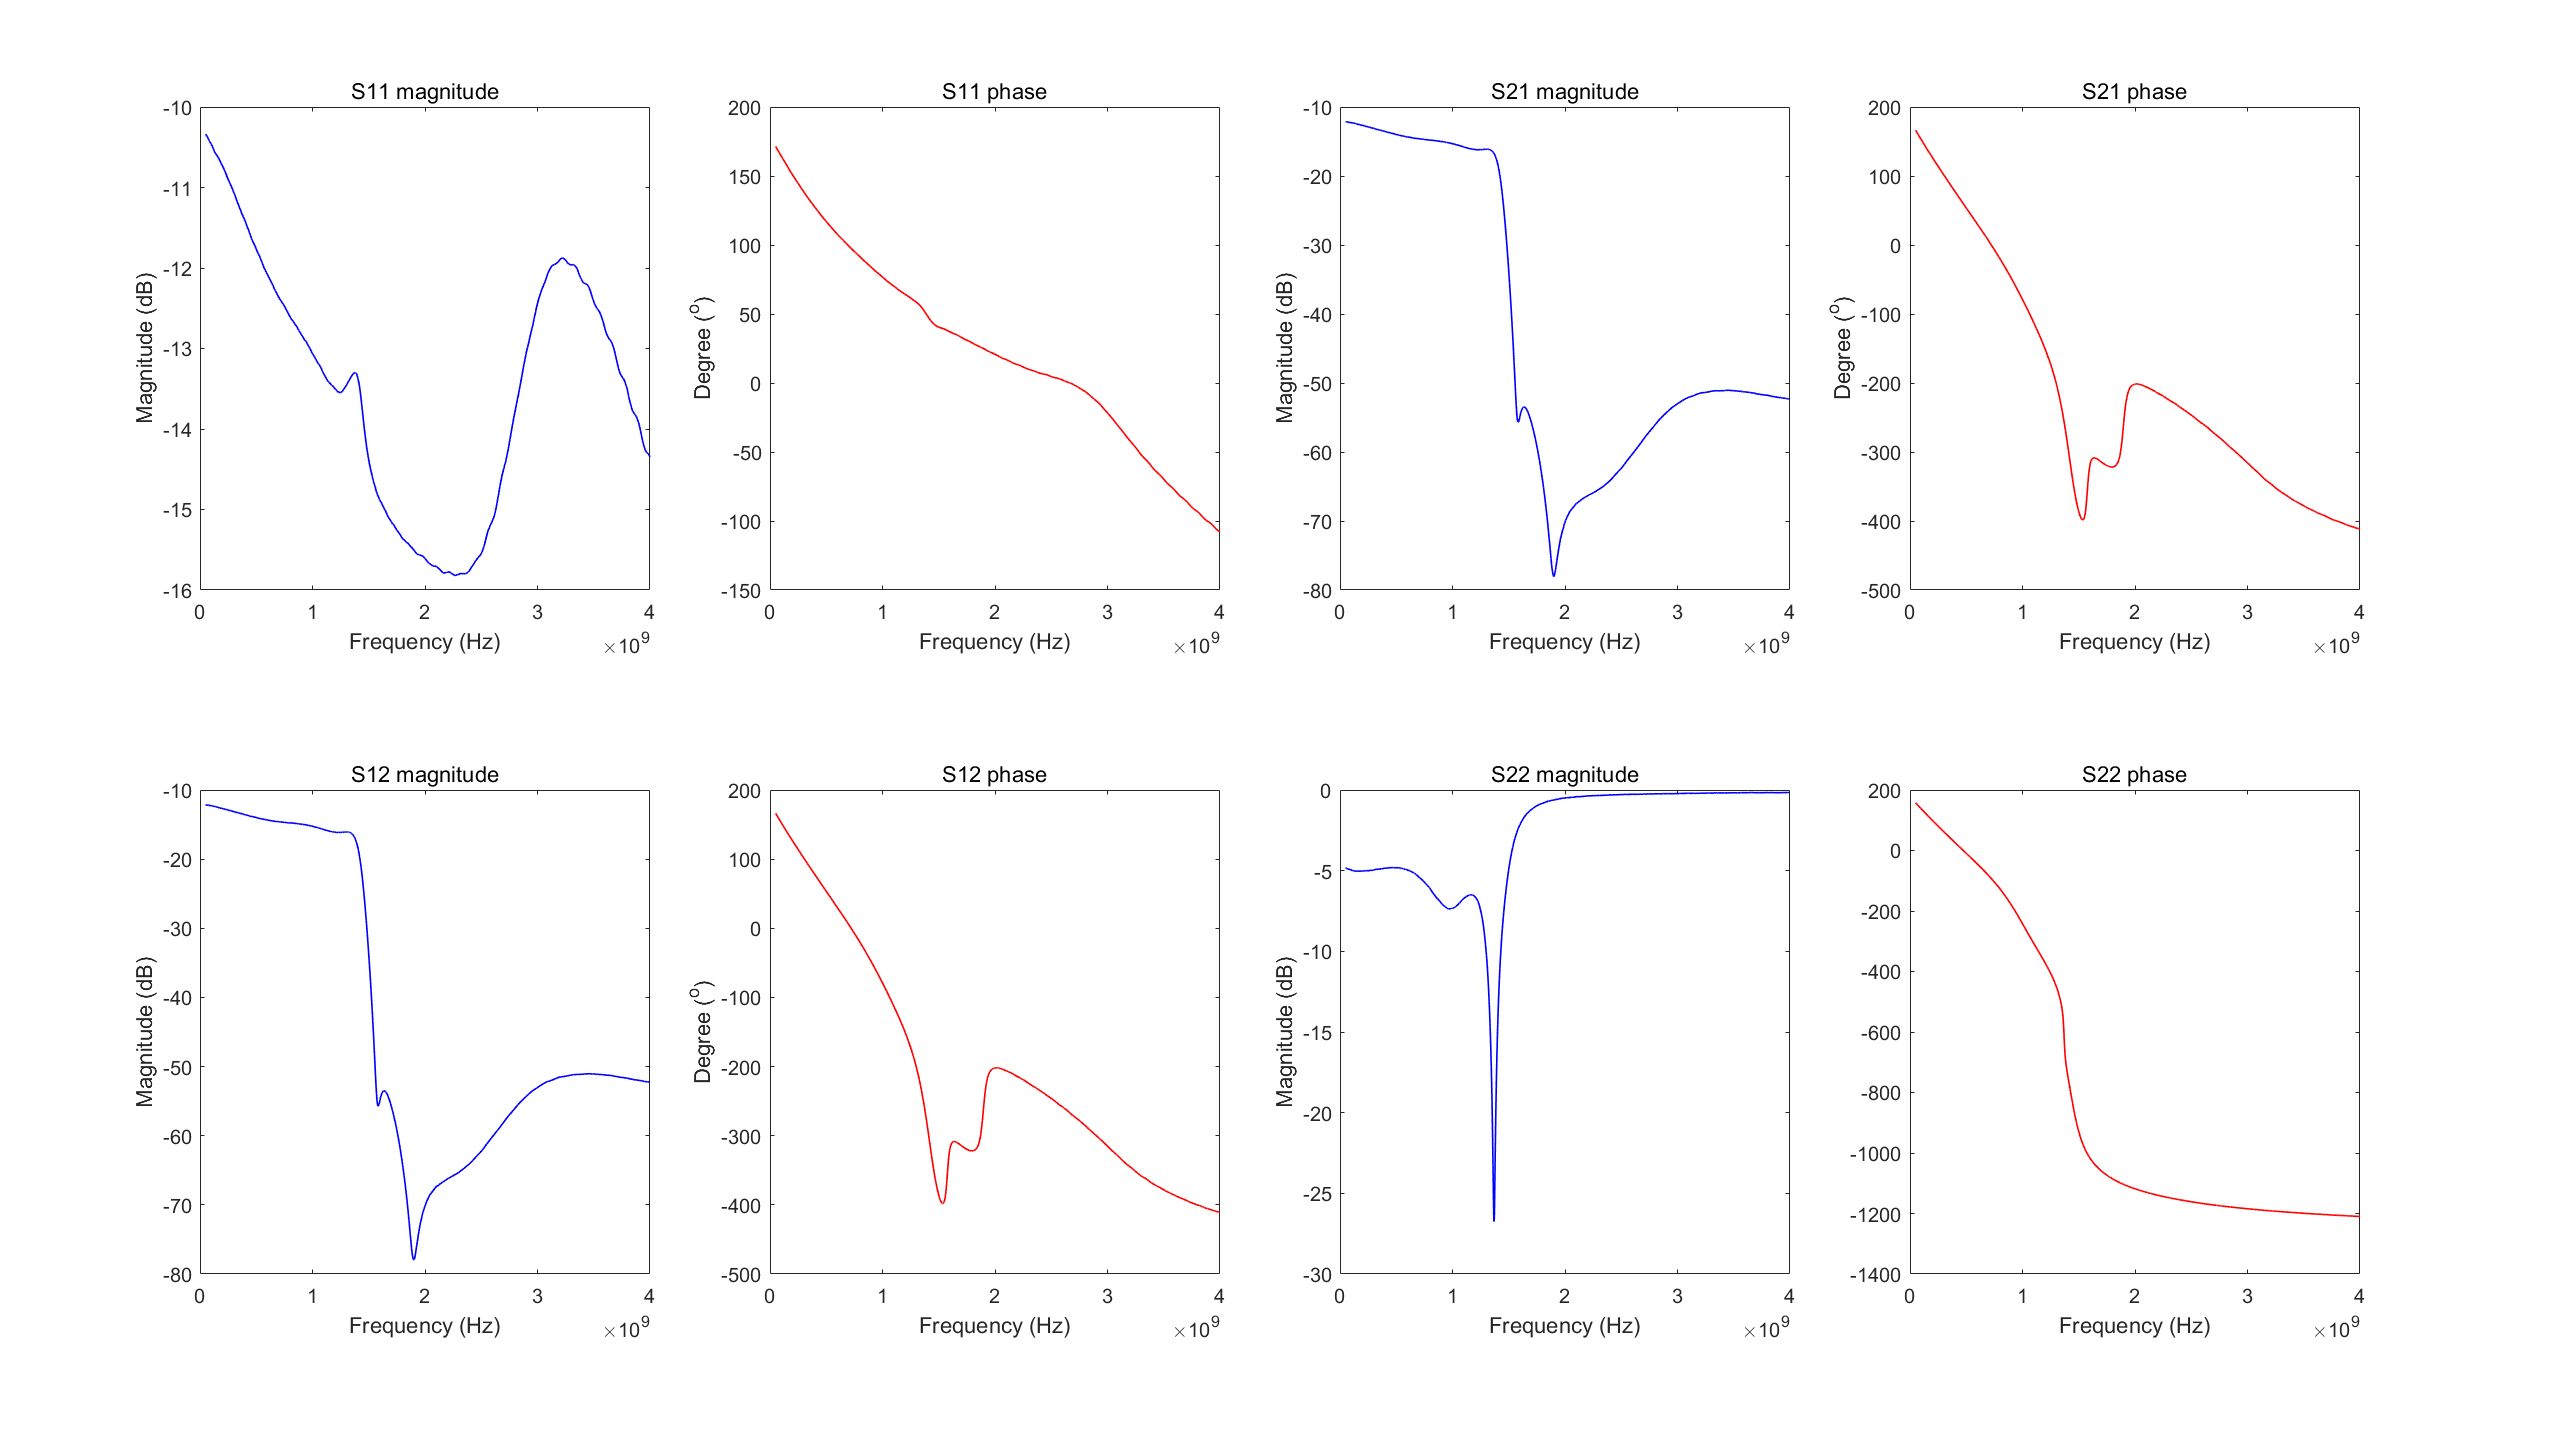 S11 magnitude
-10
-11
-12
-13
-14
-15
-16
Magnitude (dB)
0 1 2 3 4
Frequency (Hz)
×10^9
S11 phase
200
150
100
50
0
-50
-100
-150
Degree (°)
0 1 2 3 4
Frequency (Hz)
×10^9
S21 magnitude
-10
-20
-30
-40
-50
-60
-70
-80
Magnitude (dB)
0 1 2 3 4
Frequency (Hz)
×10^9
S21 phase
200
100
0
-100
-200
-300
-400
-500
Degree (°)
0 1 2 3 4
Frequency (Hz)
×10^9
S12 magnitude
-10
-20
-30
-40
-50
-60
-70
-80
Magnitude (dB)
0 1 2 3 4
Frequency (Hz)
×10^9
S12 phase
200
100
0
-100
-200
-300
-400
-500
Degree (°)
0 1 2 3 4
Frequency (Hz)
×10^9
S22 magnitude
0
-5
-10
-15
-20
-25
-30
Magnitude (dB)
0 1 2 3 4
Frequency (Hz)
×10^9
S22 phase
200
0
-200
-400
-600
-800
-1000
-1200
-1400
0 1 2 3 4
Frequency (Hz)
×10^9